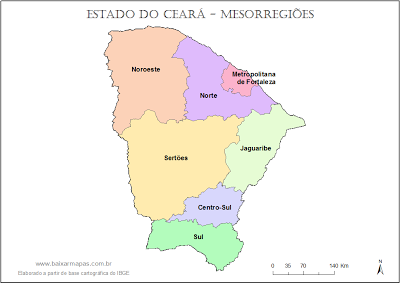 ESTADO DO CEARÁ - MESORREGIÕES
Noroeste
Metropolitana
de Fortaleza
Norte
Jaguaribe
Sertões
Centro-Sul
Sul
www.baixarmapas.com.br
Elaborado a partir de base cartográfica do IBGE
0 35 70 140 Km
N